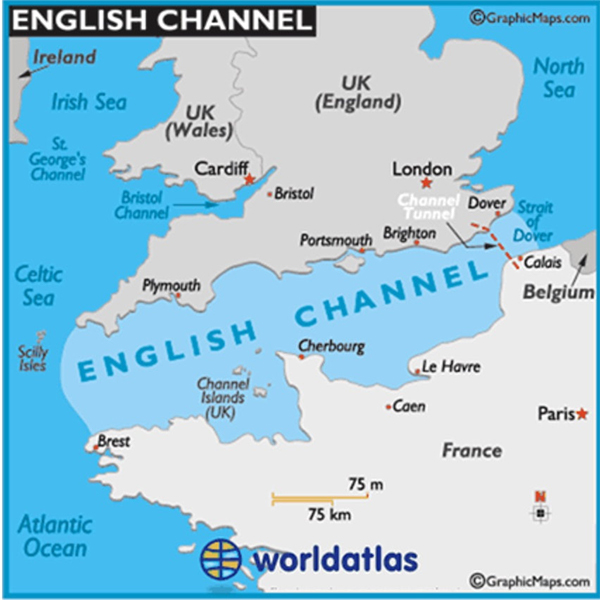 ENGLISH CHANNEL
©GraphicMaps.com
Ireland
North
Sea
Irish Sea
UK
(England)
UK
(Wales)
St.
George's
Channel
Cardiff
London
Bristol
Channel
Bristol
Channel
Tunnel
Dover
Strait
of
Dover
Portsmouth
Brighton
Calais
Celtic
Sea
Plymouth
Belgium
ENGLISH CHANNEL
Scilly
Isles
Cherbourg
Le Havre
Channel
Islands
(UK)
Caen
Paris
Brest
France
75 m
75 km
N
Atlantic
Ocean
worldatlas
©GraphicMaps.com